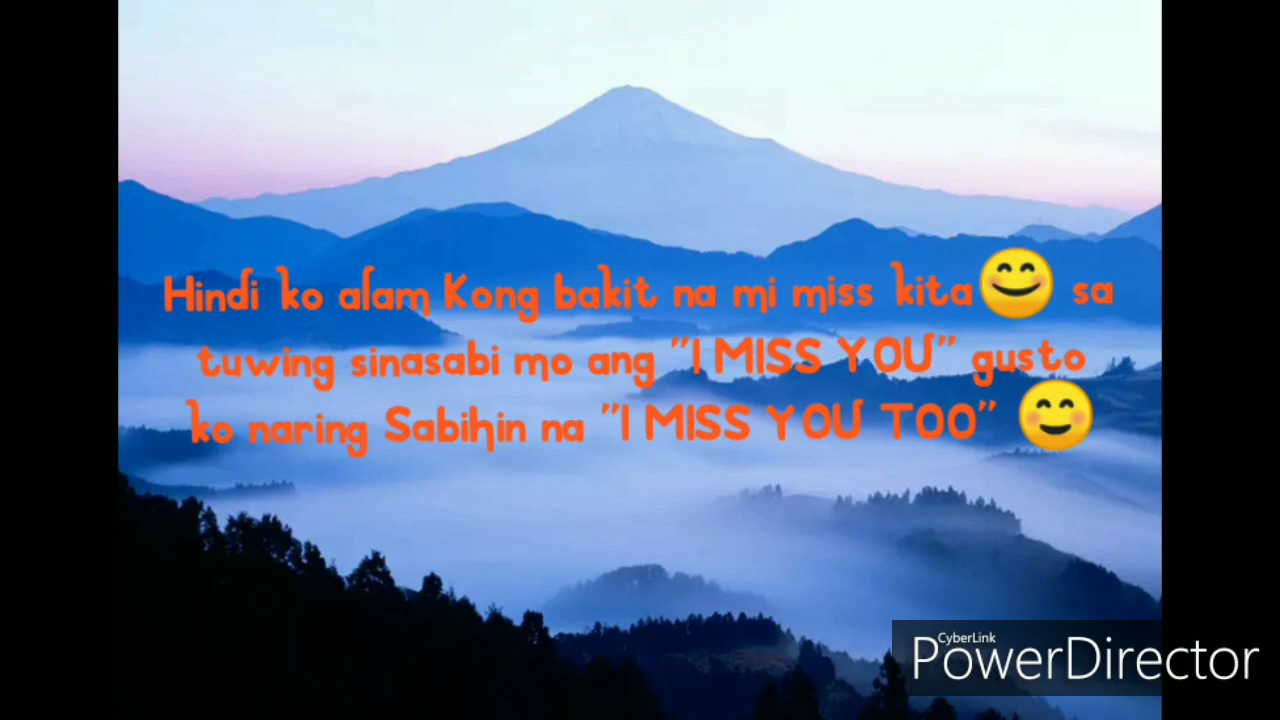 Hindi ko alam Kong bakit na mi miss kita😊 sa
tuwing sinasabi mo ang "I MISS YOU" gusto
ko naring Sabihin na "I MISS YOU TOO" 😊
CyberLink
PowerDirector